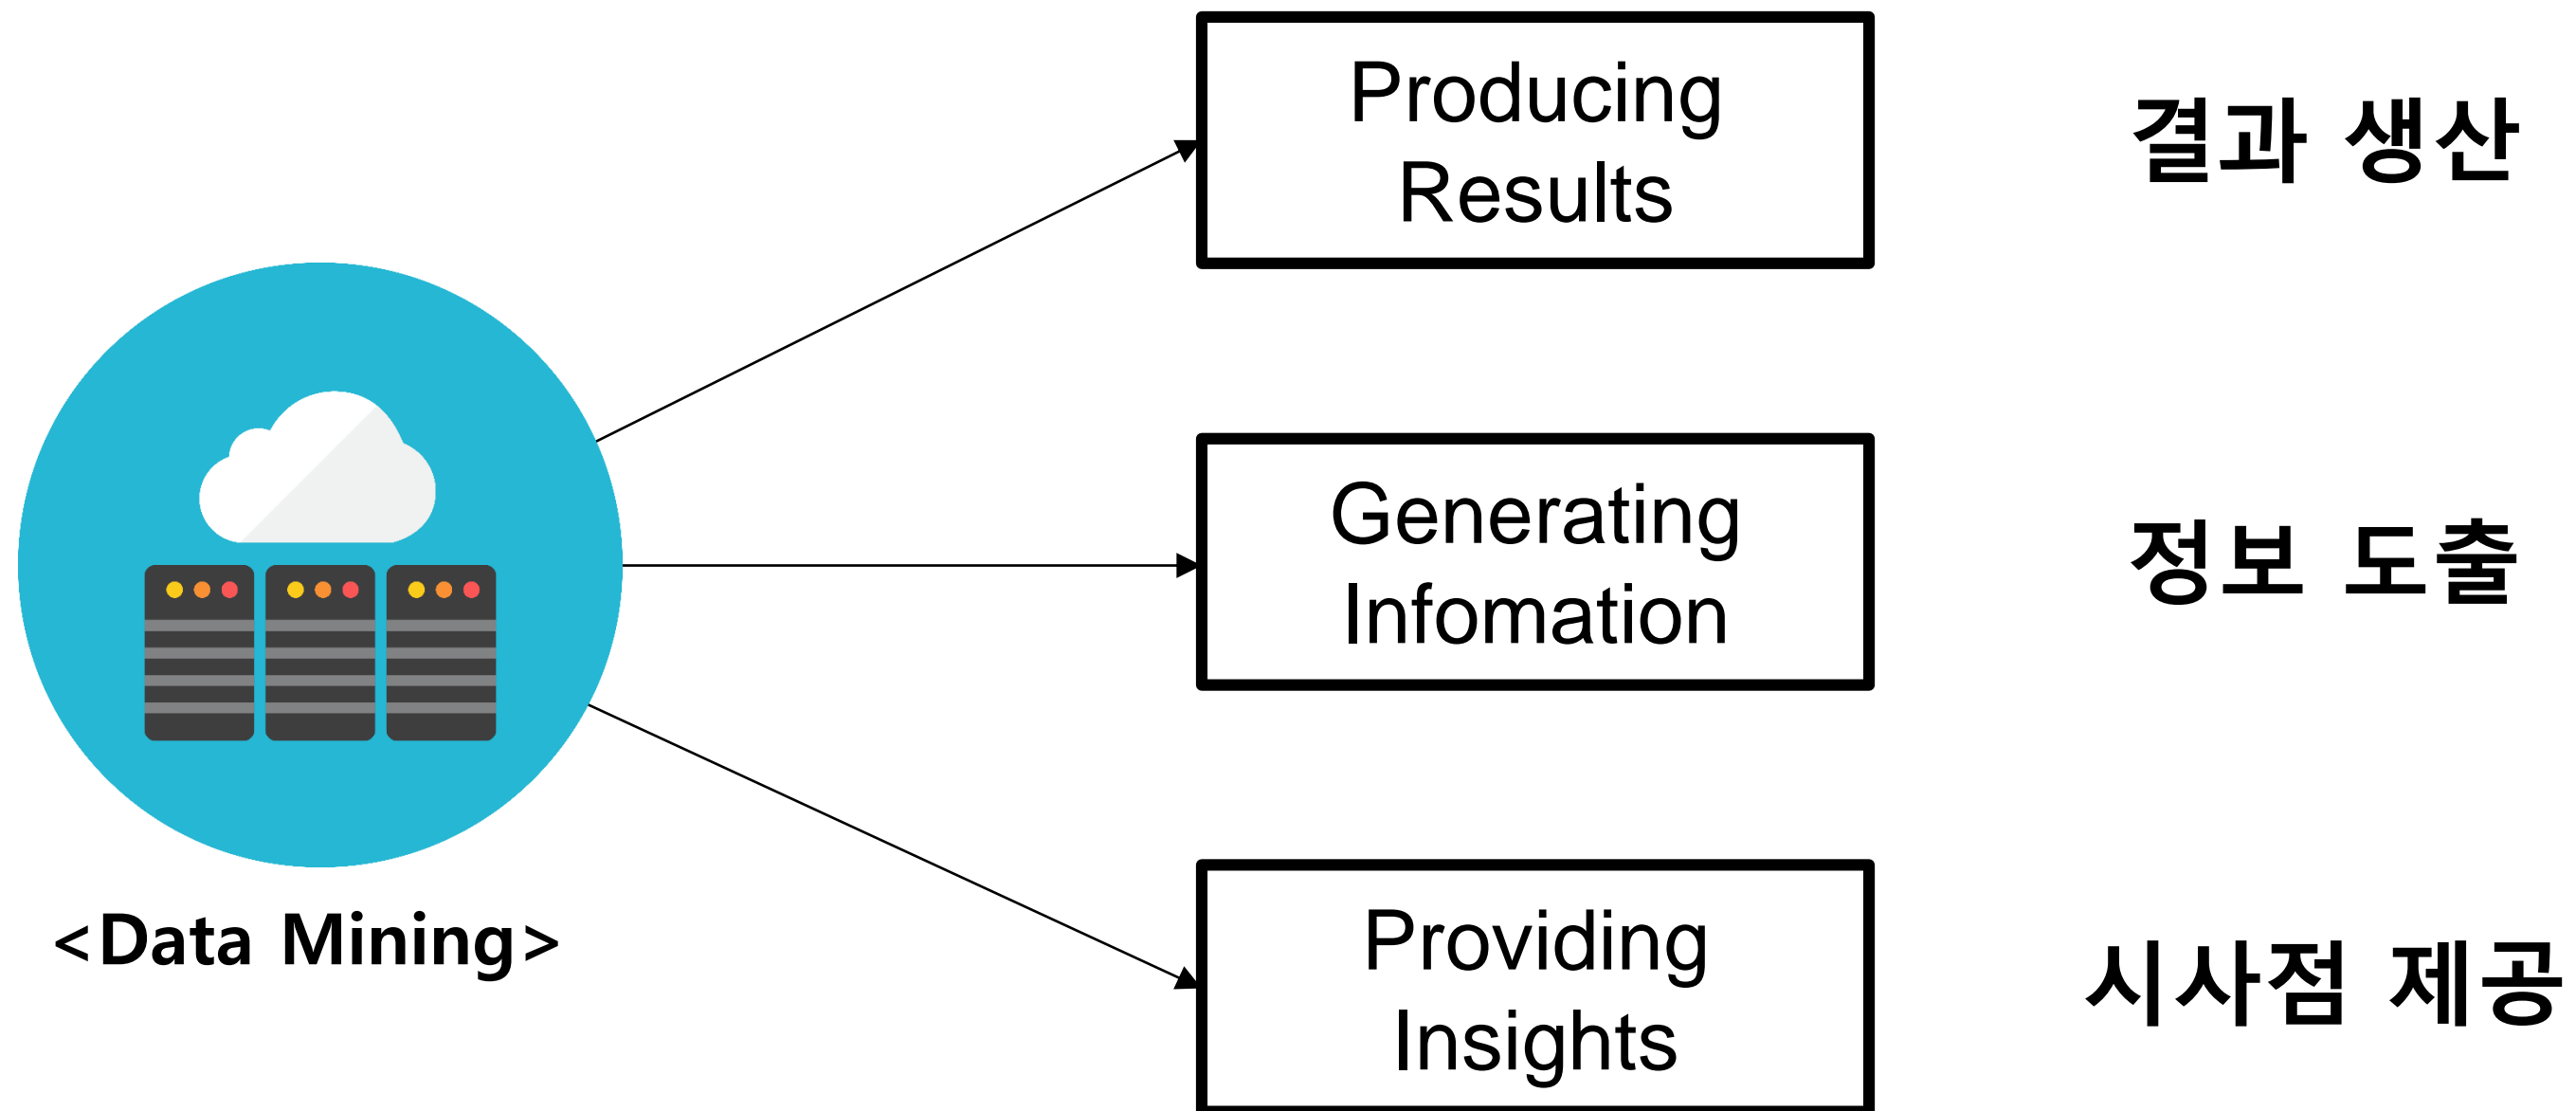 Producing
Results
결과 생산
Generating
Infomation
정보 도출
<Data Mining>
Providing
Insights
시사점 제공